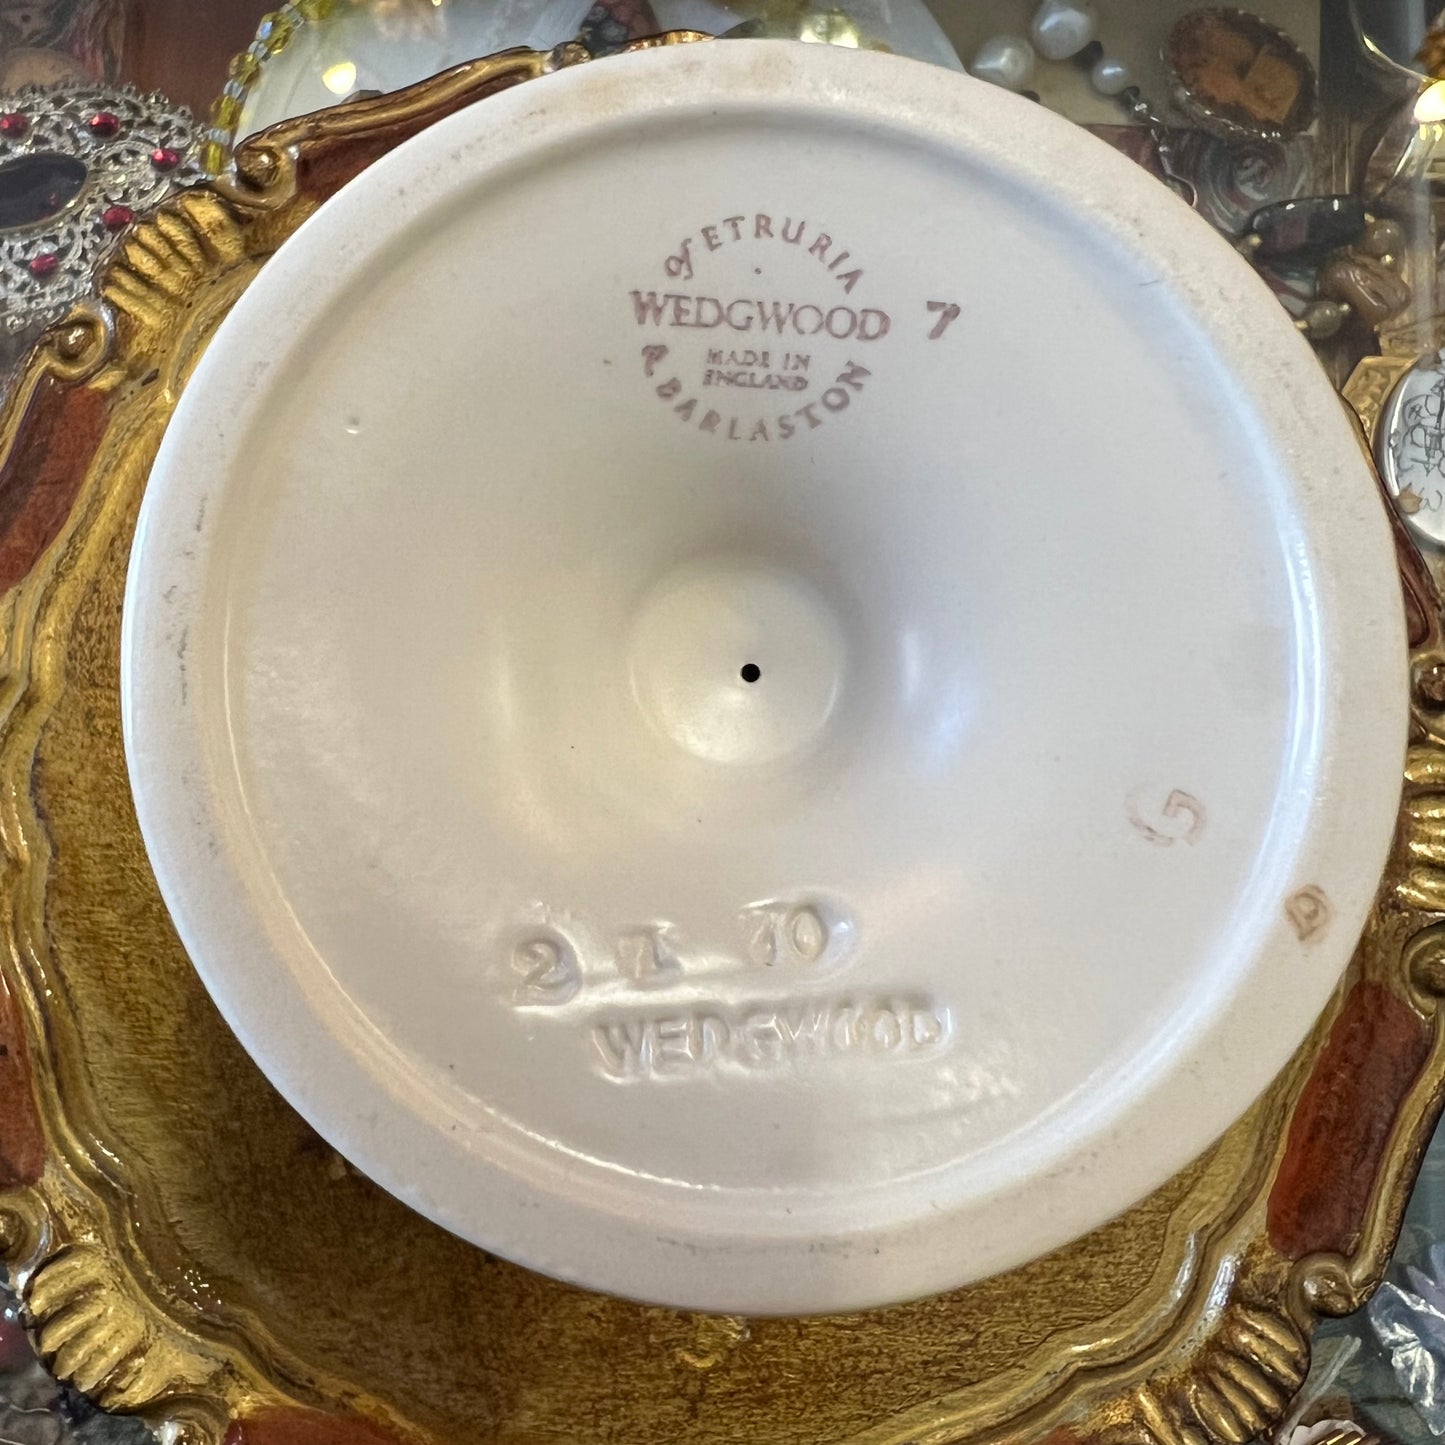 of ETRURIA
WEDGWOOD 7
MADE IN
ENGLAND
& BARLASTON
G
D
2 Z 70
WEDGWOOD